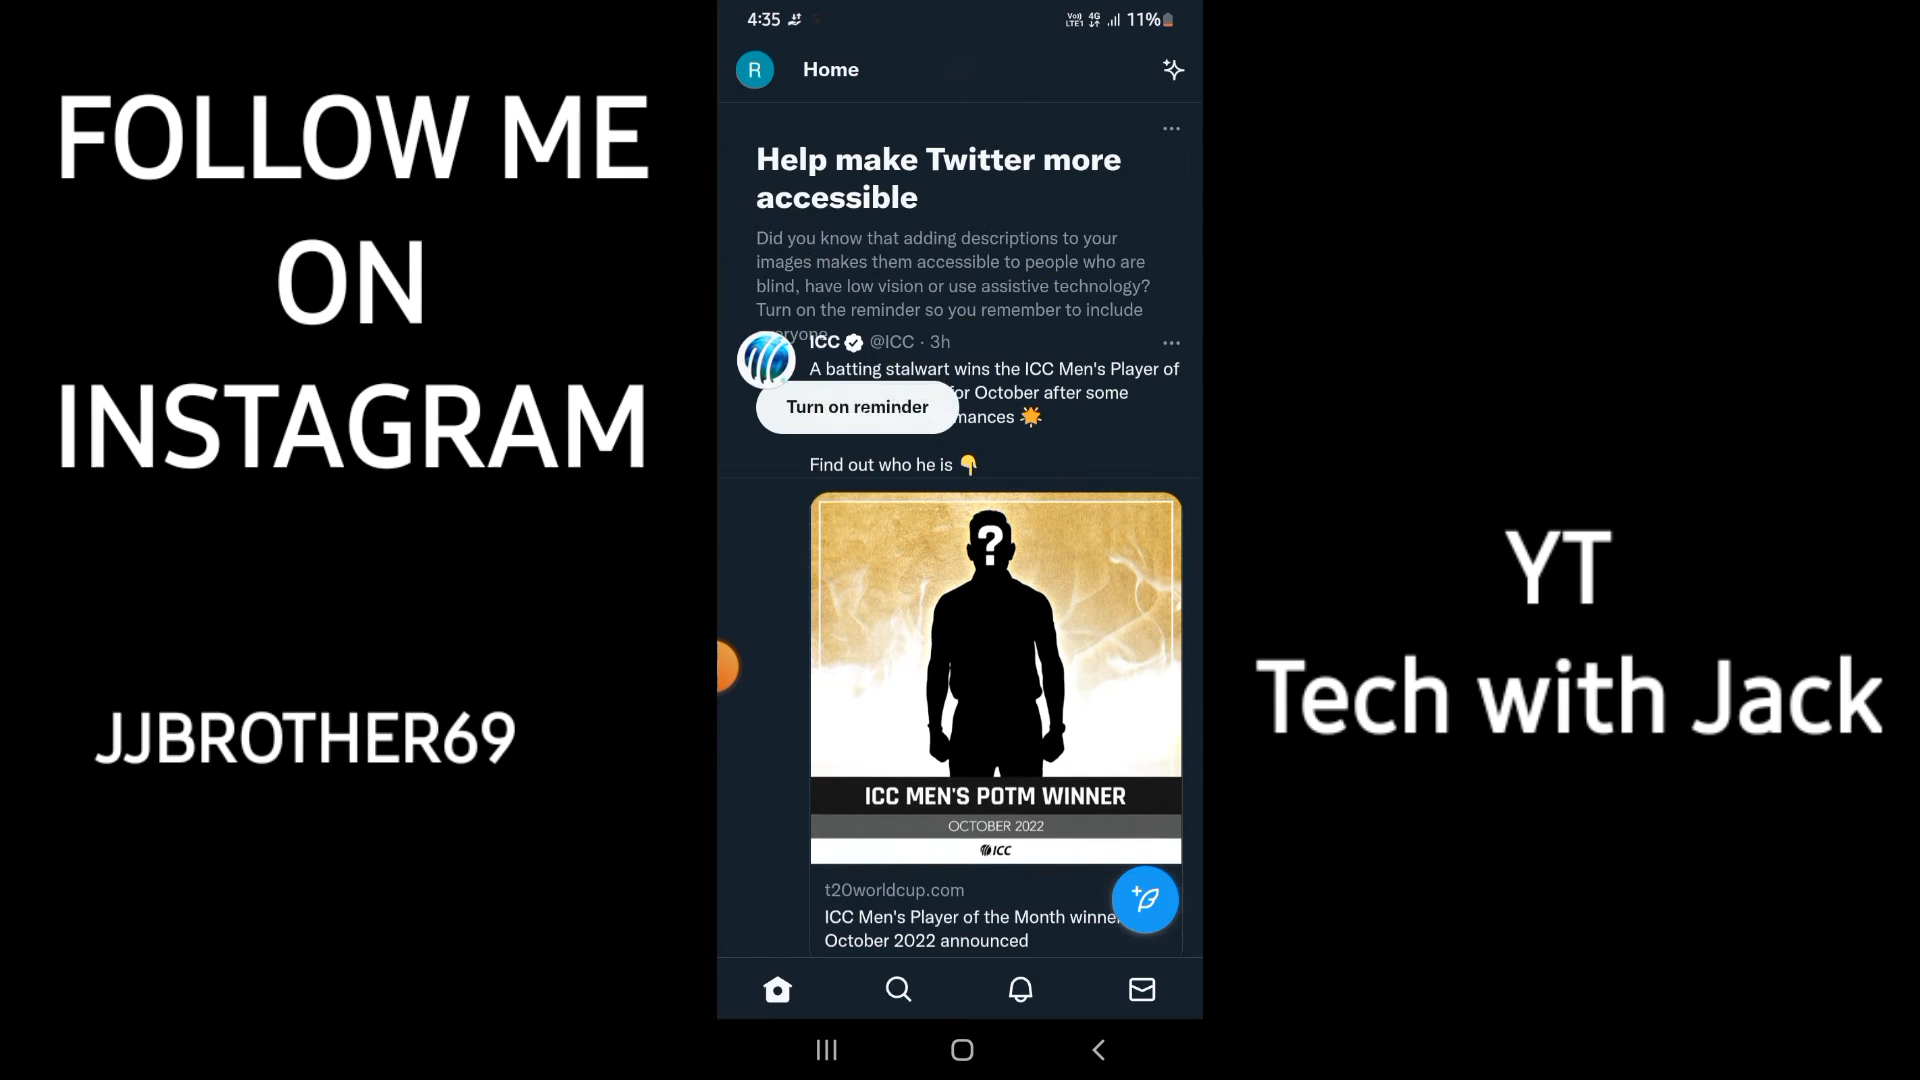 FOLLOW ME
ON
INSTAGRAM
JJBROTHER69
4:35
Vo)) LTE1 4G 11%
R Home
Help make Twitter more
accessible
Did you know that adding descriptions to your
images makes them accessible to people who are
blind, have low vision or use assistive technology?
Turn on the reminder so you remember to include
ICC @ICC · 3h
A batting stalwart wins the ICC Men's Player of
for October after some
Turn on reminder
Find out who he is 👇
?
ICC MEN'S POTM WINNER
OCTOBER 2022
ICC
t20worldcup.com
ICC Men's Player of the Month
October 2022 announced
YT
Tech with Jack